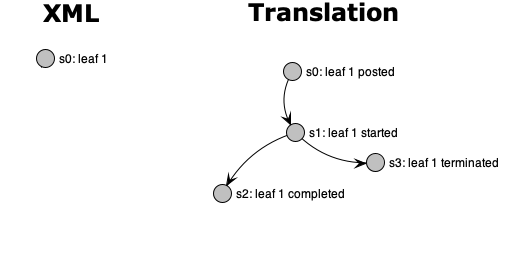 XML
Translation
s0: leaf 1
s0: leaf 1 posted
s1: leaf 1 started
s3: leaf 1 terminated
s2: leaf 1 completed